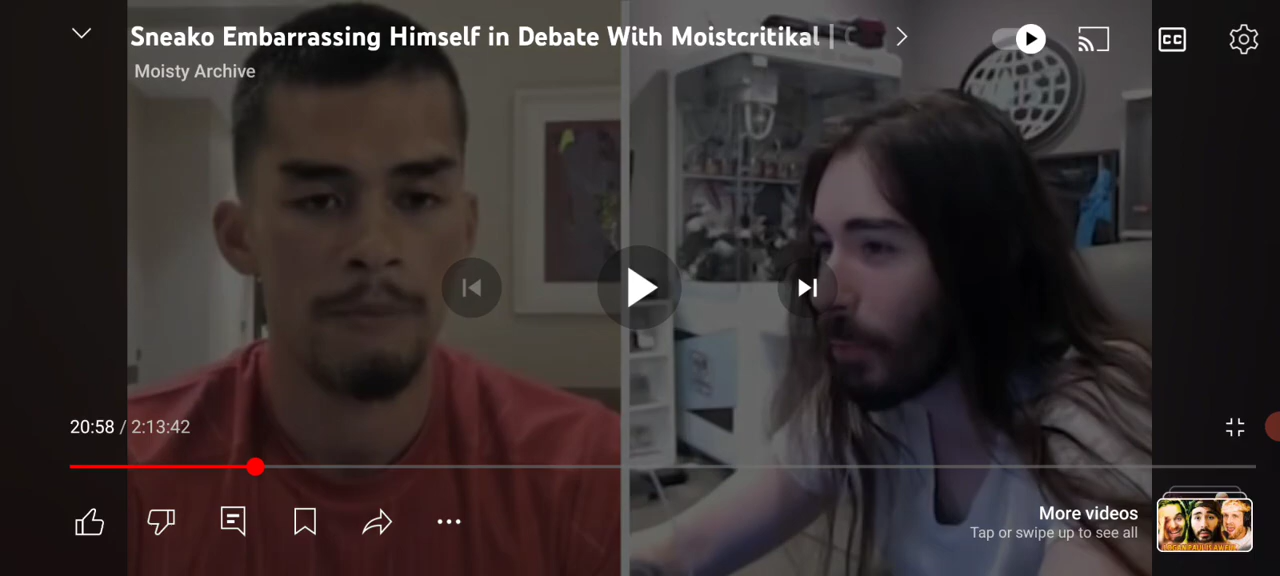 Sneako Embarrassing Himself in Debate With Moistcritikal |
Moisty Archive
CC
20:58 / 2:13:42
More videos
Tap or swipe up to see all